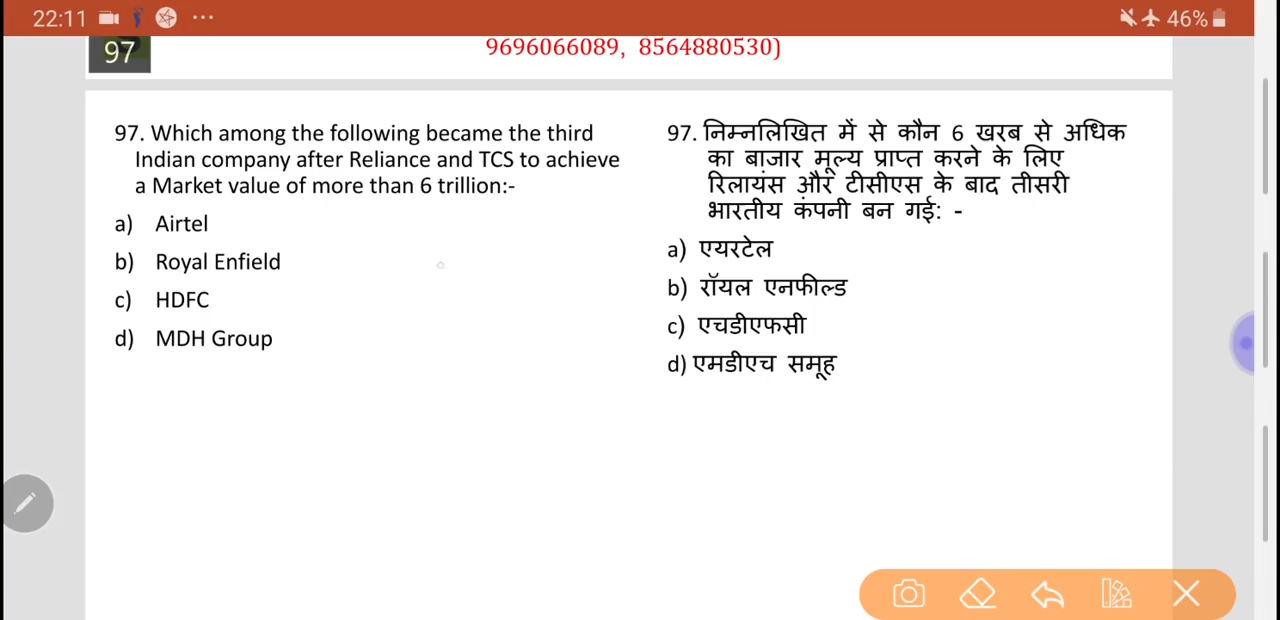 22:11
46%
97
9696066089, 8564880530)
97. Which among the following became the third
Indian company after Reliance and TCS to achieve
a Market value of more than 6 trillion:-
a) Airtel
b) Royal Enfield
c) HDFC
d) MDH Group
97. निम्नलिखित में से कौन 6 खरब से अधिक
का बाजार मूल्य प्राप्त करने के लिए
रिलायंस और टीसीएस के बाद तीसरी
भारतीय कंपनी बन गई: -
a) एयरटेल
b) रॉयल एनफील्ड
c) एचडीएफसी
d) एमडीएच समूह